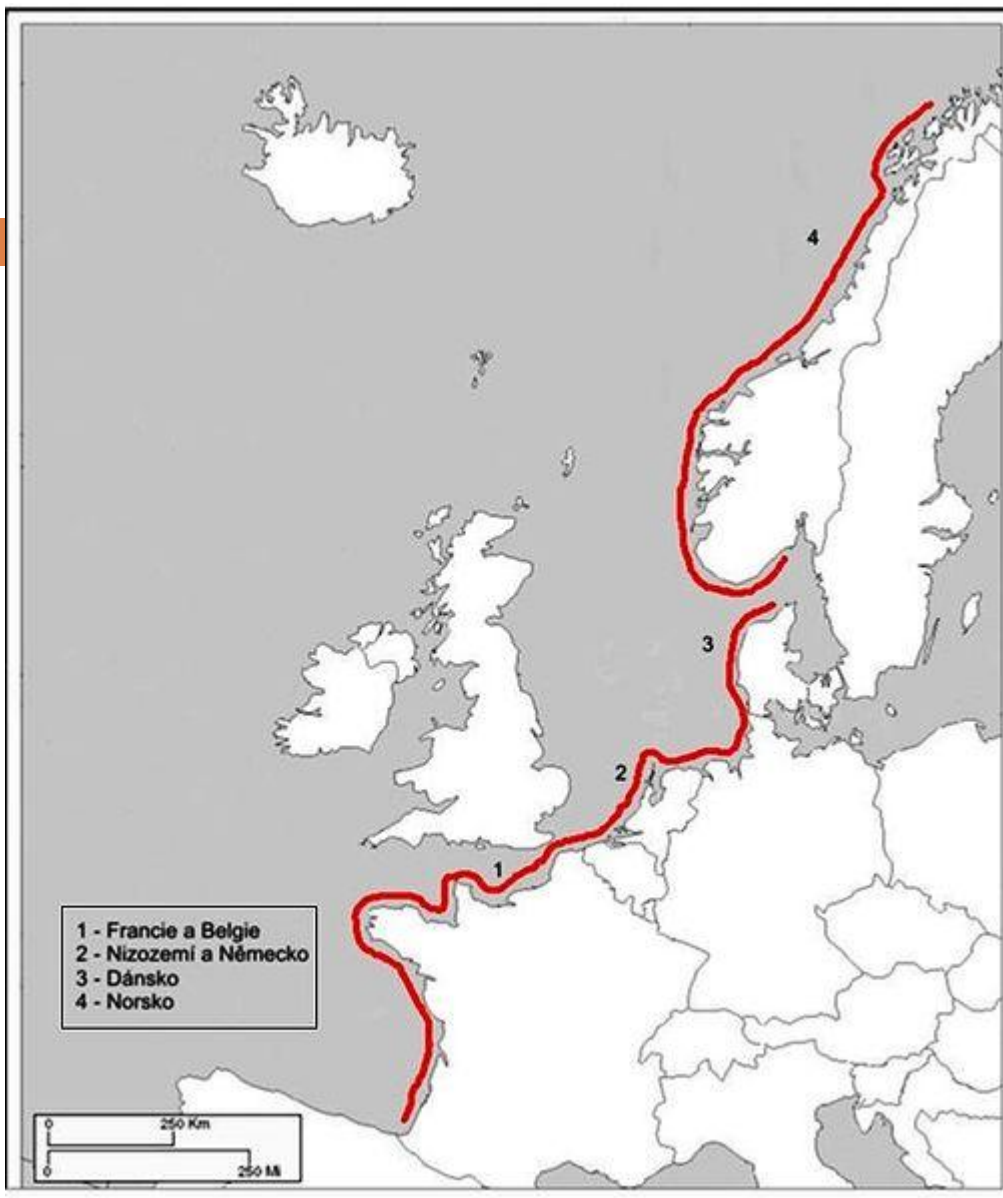 4
3
2
1
1 - Francie a Belgie
2 - Nizozemí a Německo
3 - Dánsko
4 - Norsko
0 250 Km
0 250 Mi